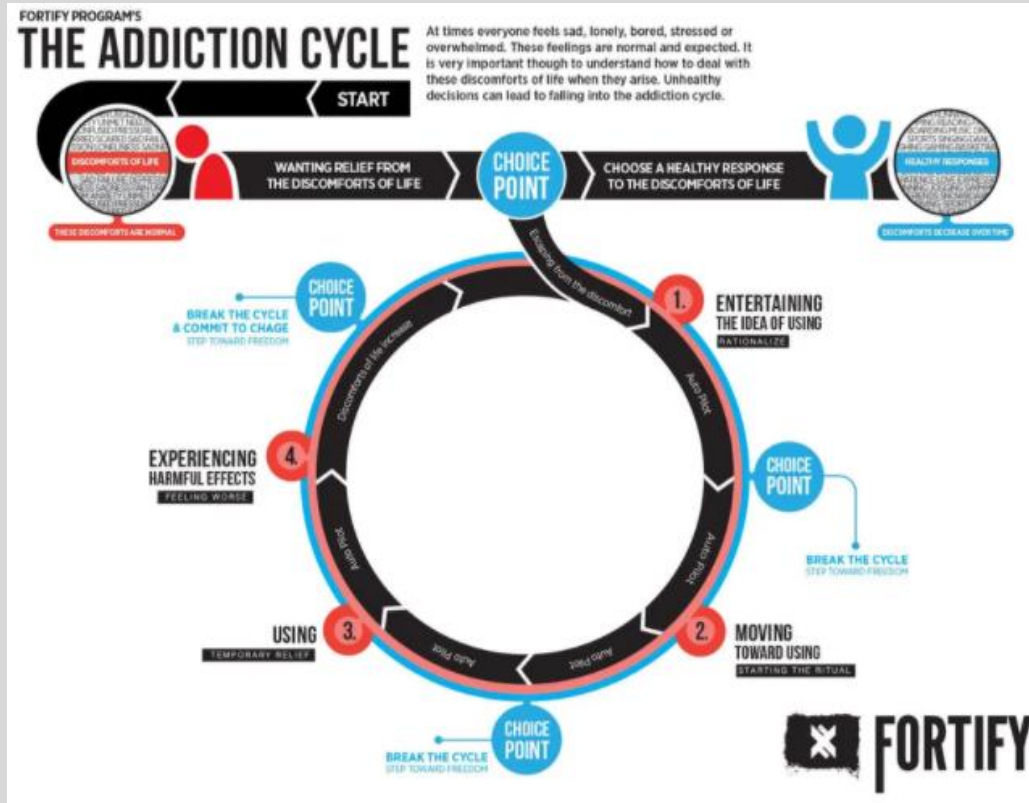 FORTIFY PROGRAM'S
THE ADDICTION CYCLE
At times everyone feels sad, lonely, bored, stressed or
overwhelmed. These feelings are normal and expected. It
is very important though to understand how to deal with
these discomforts of life when they arise. Unhealthy
decisions can lead to falling into the addiction cycle.
START
DISCOMFORTS OF LIFE
THESE DISCOMFORTS ARE NORMAL
WANTING RELIEF FROM
THE DISCOMFORTS OF LIFE
CHOICE
POINT
CHOOSE A HEALTHY RESPONSE
TO THE DISCOMFORTS OF LIFE
HEALTHY RESPONSES
DISCOMFORTS DECREASE OVER TIME
Escaping from the discomfort
1.
ENTERTAINING
THE IDEA OF USING
RATIONALIZE
Auto Pilot
CHOICE
POINT
BREAK THE CYCLE
STEP TOWARD FREEDOM
Auto Pilot
2.
MOVING
TOWARD USING
STARTING THE RITUAL
Auto Pilot
CHOICE
POINT
BREAK THE CYCLE
STEP TOWARD FREEDOM
Auto Pilot
3.
USING
TEMPORARY RELIEF
Auto Pilot
4.
EXPERIENCING
HARMFUL EFFECTS
FEELING WORSE
Discomforts of life increase
CHOICE
POINT
BREAK THE CYCLE
& COMMIT TO CHAGE
STEP TOWARD FREEDOM
FORTIFY